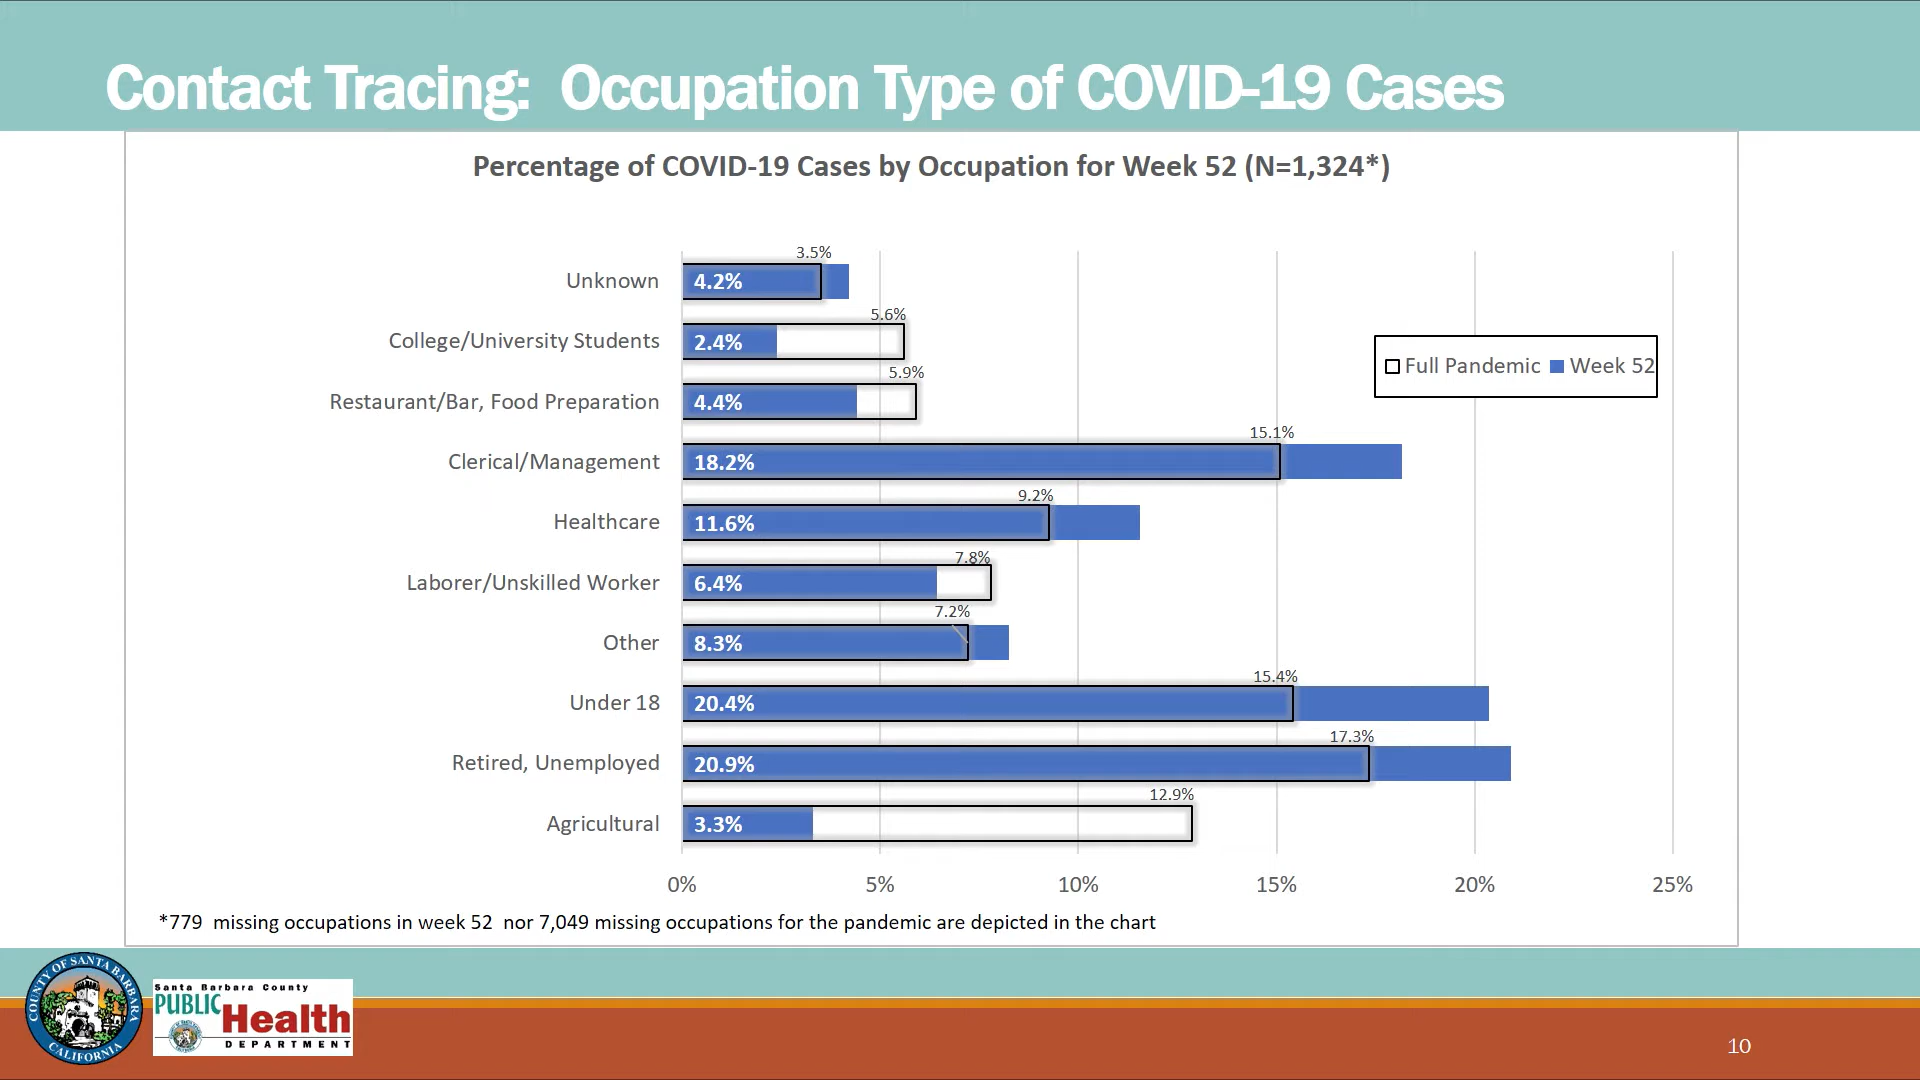 Contact Tracing: Occupation Type of COVID-19 Cases
Percentage of COVID-19 Cases by Occupation for Week 52 (N=1,324*)
3.5%
Unknown 4.2%
5.6%
College/University Students 2.4%
5.9%
Restaurant/Bar, Food Preparation 4.4%
15.1%
Clerical/Management 18.2%
9.2%
Healthcare 11.6%
7.8%
Laborer/Unskilled Worker 6.4%
7.2%
Other 8.3%
15.4%
Under 18 20.4%
17.3%
Retired, Unemployed 20.9%
12.9%
Agricultural 3.3%
0% 5% 10% 15% 20% 25%
Full Pandemic Week 52
*779 missing occupations in week 52 nor 7,049 missing occupations for the pandemic are depicted in the chart
COUNTY OF SANTA BARBARA
CALIFORNIA
Santa Barbara County
PUBLIC
Health
DEPARTMENT
10